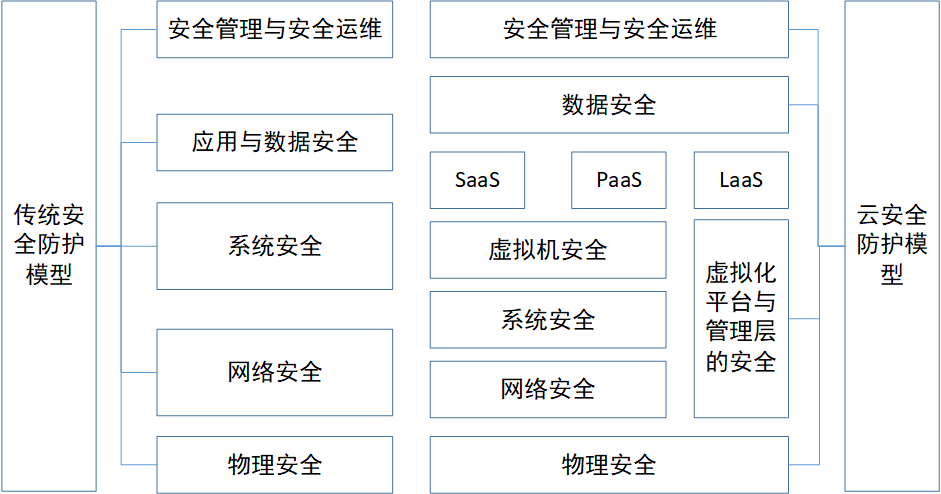 传统安
全防护
模型
安全管理与安全运维
应用与数据安全
系统安全
网络安全
物理安全
安全管理与安全运维
数据安全
SaaS
PaaS
LaaS
虚拟机安全
系统安全
网络安全
虚拟化
平台与
管理层
的安全
物理安全
云安全
防护模
型